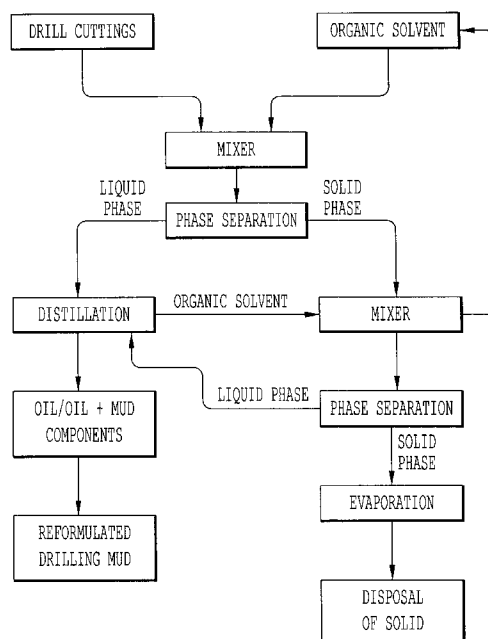 DRILL CUTTINGS
ORGANIC SOLVENT
MIXER
LIQUID
PHASE
SOLID
PHASE
PHASE SEPARATION
DISTILLATION
ORGANIC SOLVENT
MIXER
OIL/OIL + MUD
COMPONENTS
LIQUID PHASE
PHASE SEPARATION
SOLID
PHASE
EVAPORATION
REFORMULATED
DRILLING MUD
DISPOSAL
OF SOLID